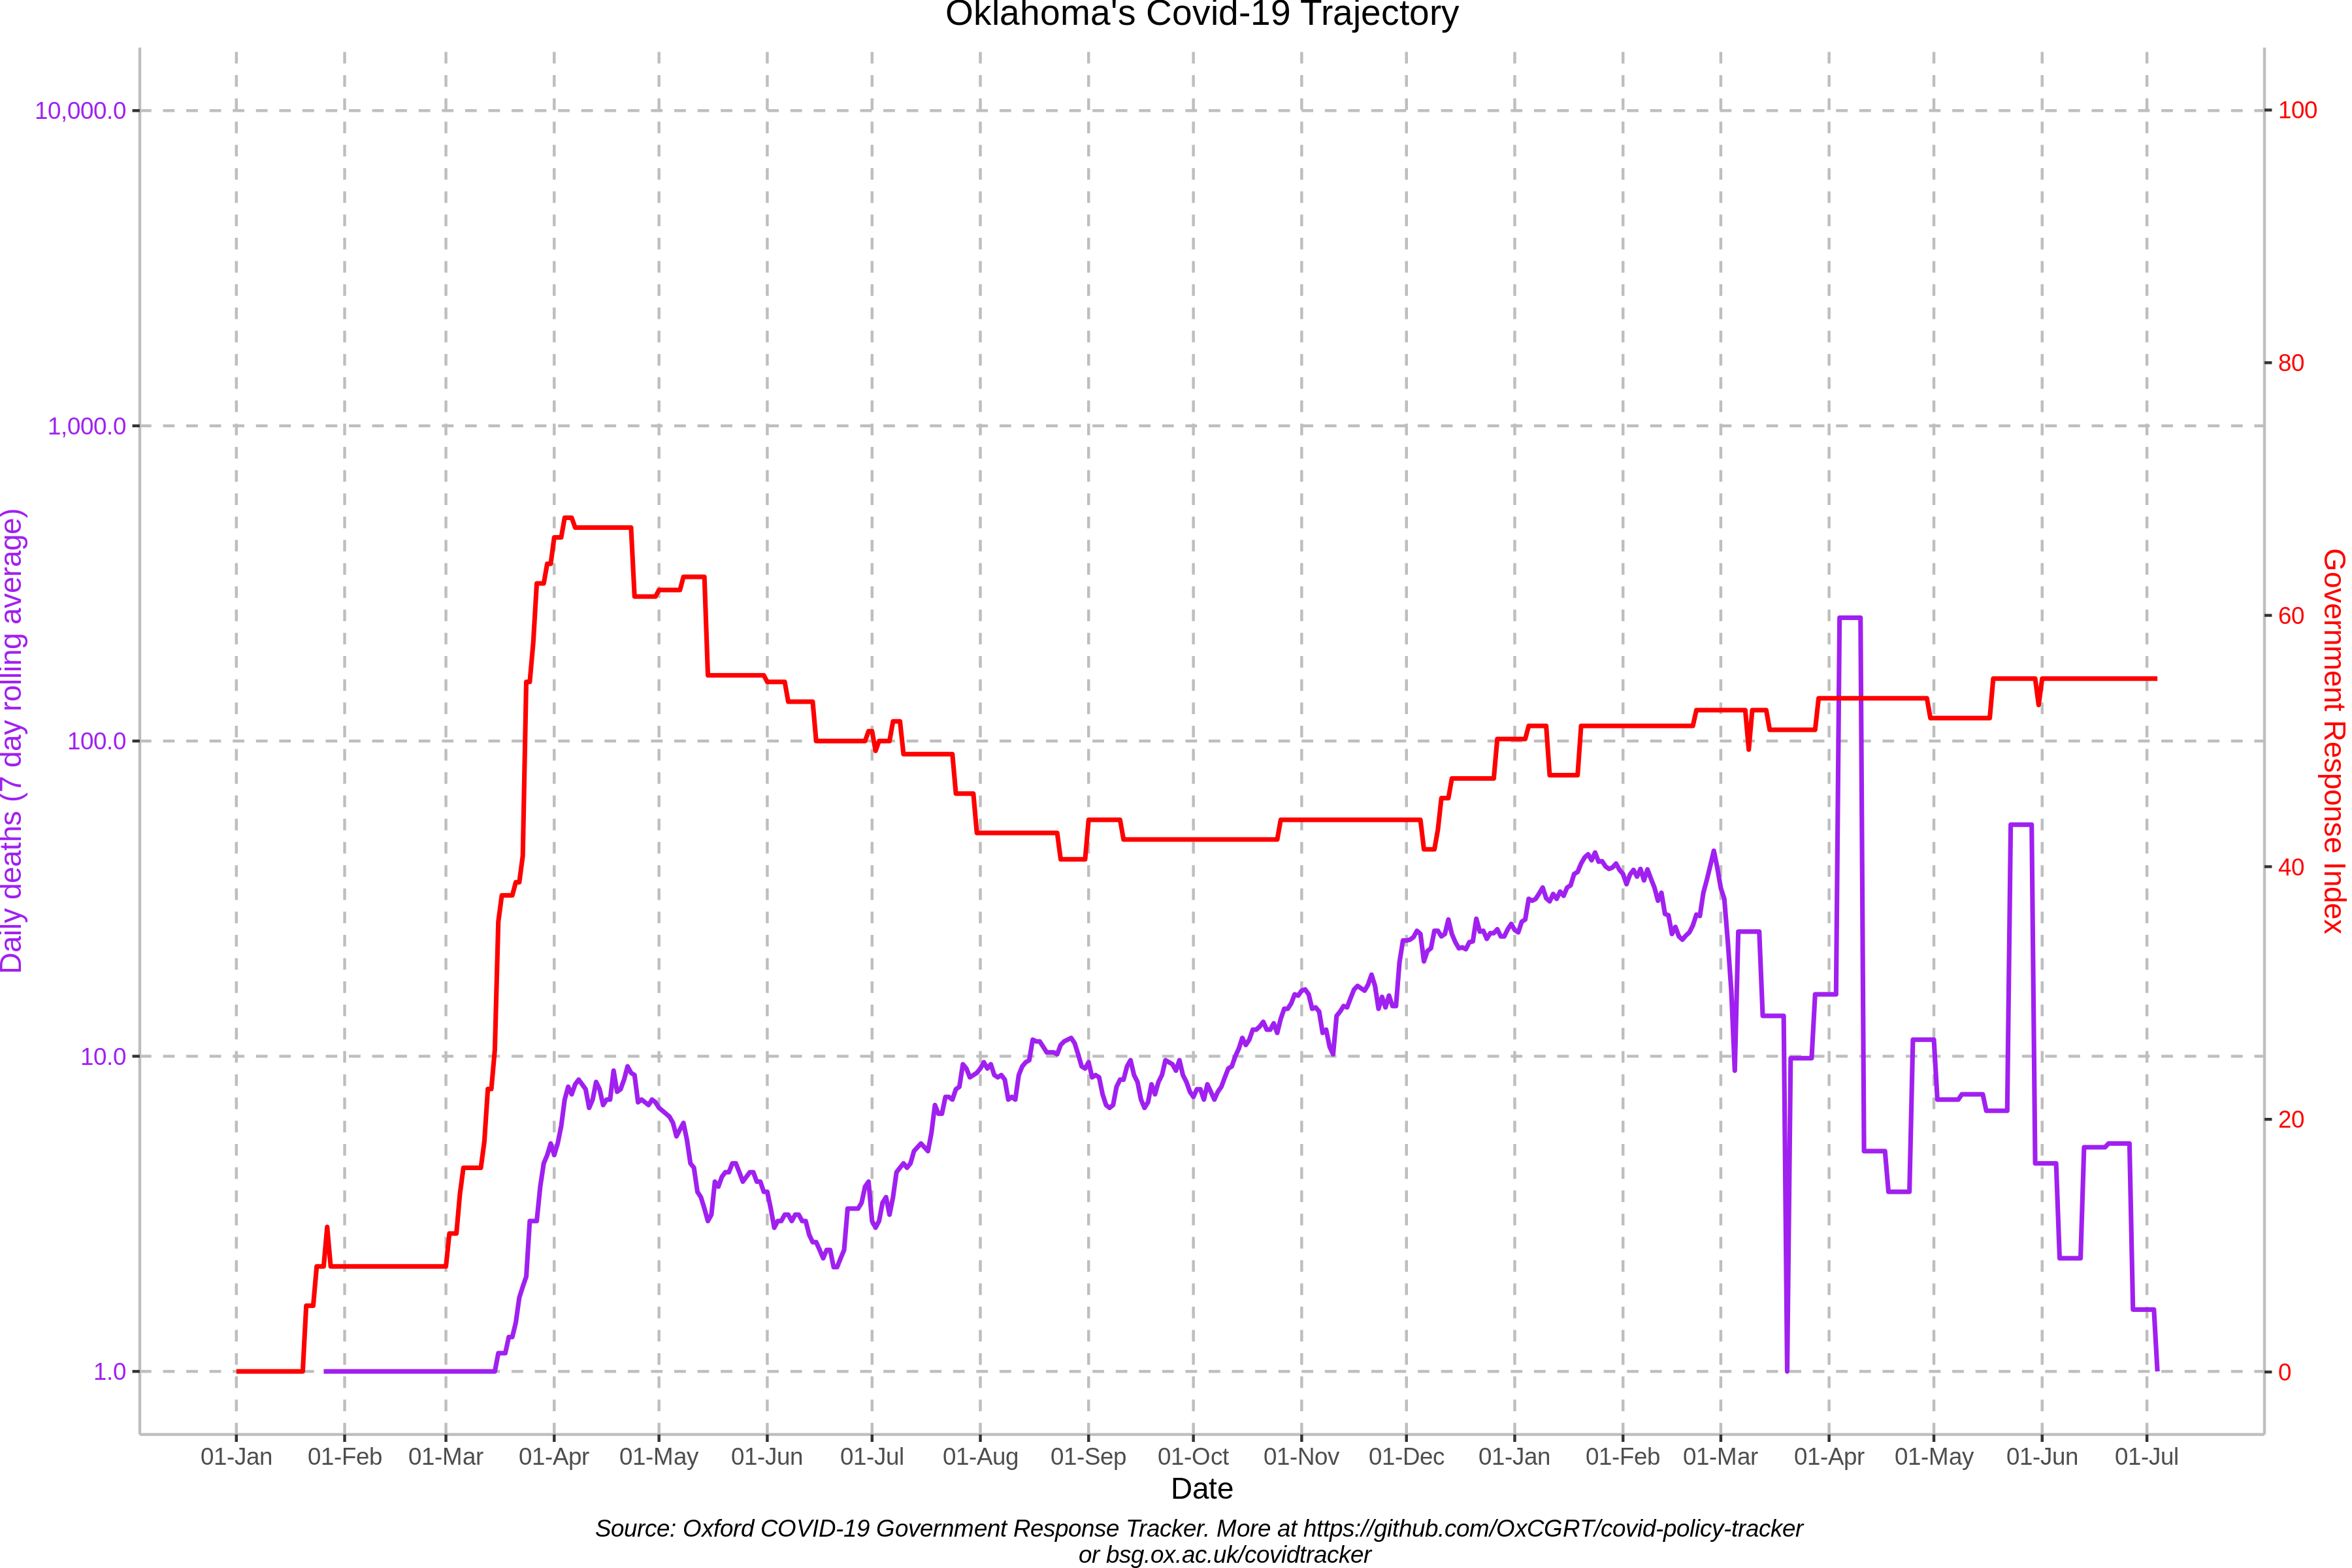 Oklahoma's Covid-19 Trajectory
10,000.0
1,000.0
100.0
10.0
1.0
Daily deaths (7 day rolling average)
100
80
60
40
20
0
Government Response Index
01-Jan 01-Feb 01-Mar 01-Apr 01-May 01-Jun 01-Jul 01-Aug 01-Sep 01-Oct 01-Nov 01-Dec 01-Jan 01-Feb 01-Mar 01-Apr 01-May 01-Jun 01-Jul
Date
Source: Oxford COVID-19 Government Response Tracker. More at https://github.com/OxCGRT/covid-policy-tracker
or bsg.ox.ac.uk/covidtracker